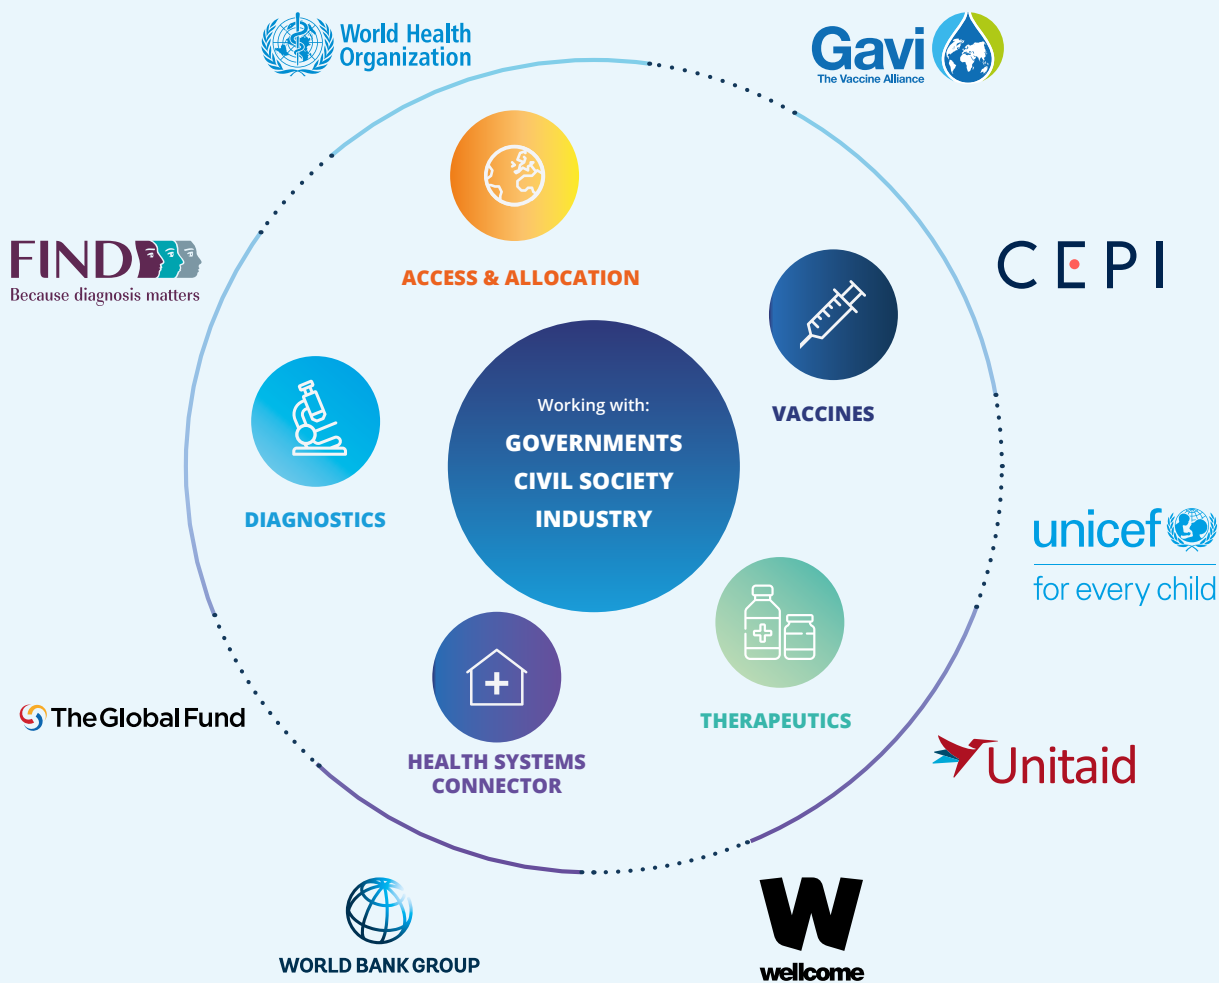 World Health
Organization
Gavi
The Vaccine Alliance
FIND
Because diagnosis matters
CEPI
ACCESS & ALLOCATION
VACCINES
Working with:
GOVERNMENTS
CIVIL SOCIETY
INDUSTRY
DIAGNOSTICS
unicef
for every child
THERAPEUTICS
The Global Fund
HEALTH SYSTEMS
CONNECTOR
Unitaid
WORLD BANK GROUP
W
wellcome